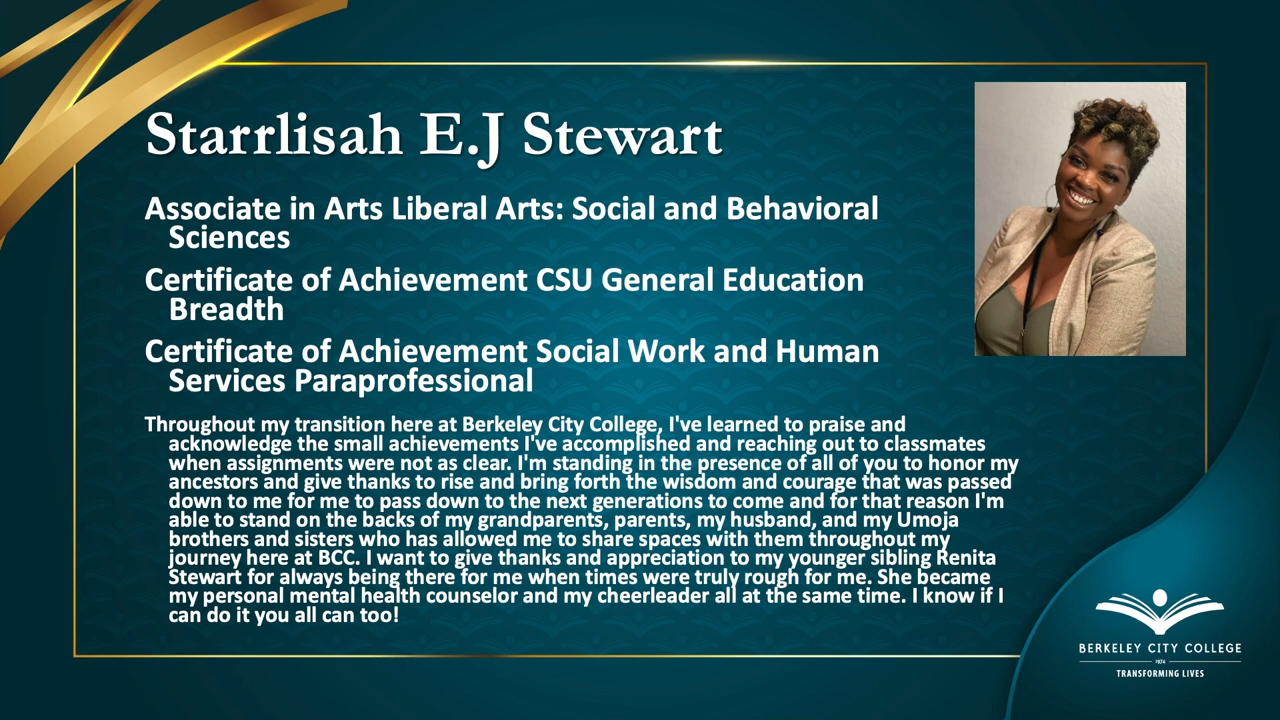 Starrlisah E.J Stewart
Associate in Arts Liberal Arts: Social and Behavioral
Sciences
Certificate of Achievement CSU General Education
Breadth
Certificate of Achievement Social Work and Human
Services Paraprofessional
Throughout my transition here at Berkeley City College, I've learned to praise and
acknowledge the small achievements I've accomplished and reaching out to classmates
when assignments were not as clear. I'm standing in the presence of all of you to honor my
ancestors and give thanks to rise and bring forth the wisdom and courage that was passed
down to me for me to pass down to the next generations to come and for that reason I'm
able to stand on the backs of my grandparents, parents, my husband, and my Umoja
brothers and sisters who has allowed me to share spaces with them throughout my
journey here at BCC. I want to give thanks and appreciation to my younger sibling Renita
Stewart for always being there for me when times were truly rough for me. She became
my personal mental health counselor and my cheerleader all at the same time. I know if I
can do it you all can too!
BERKELEY CITY COLLEGE
1974
TRANSFORMING LIVES